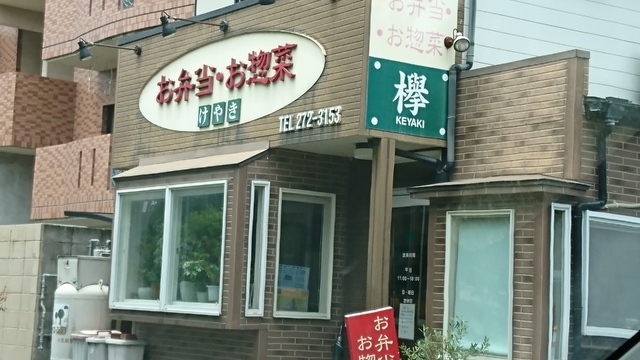 お弁当・お惣菜
けやき
TEL 272-3153
お弁当・
・お惣菜
欅
KEYAKI
お弁当
お惣